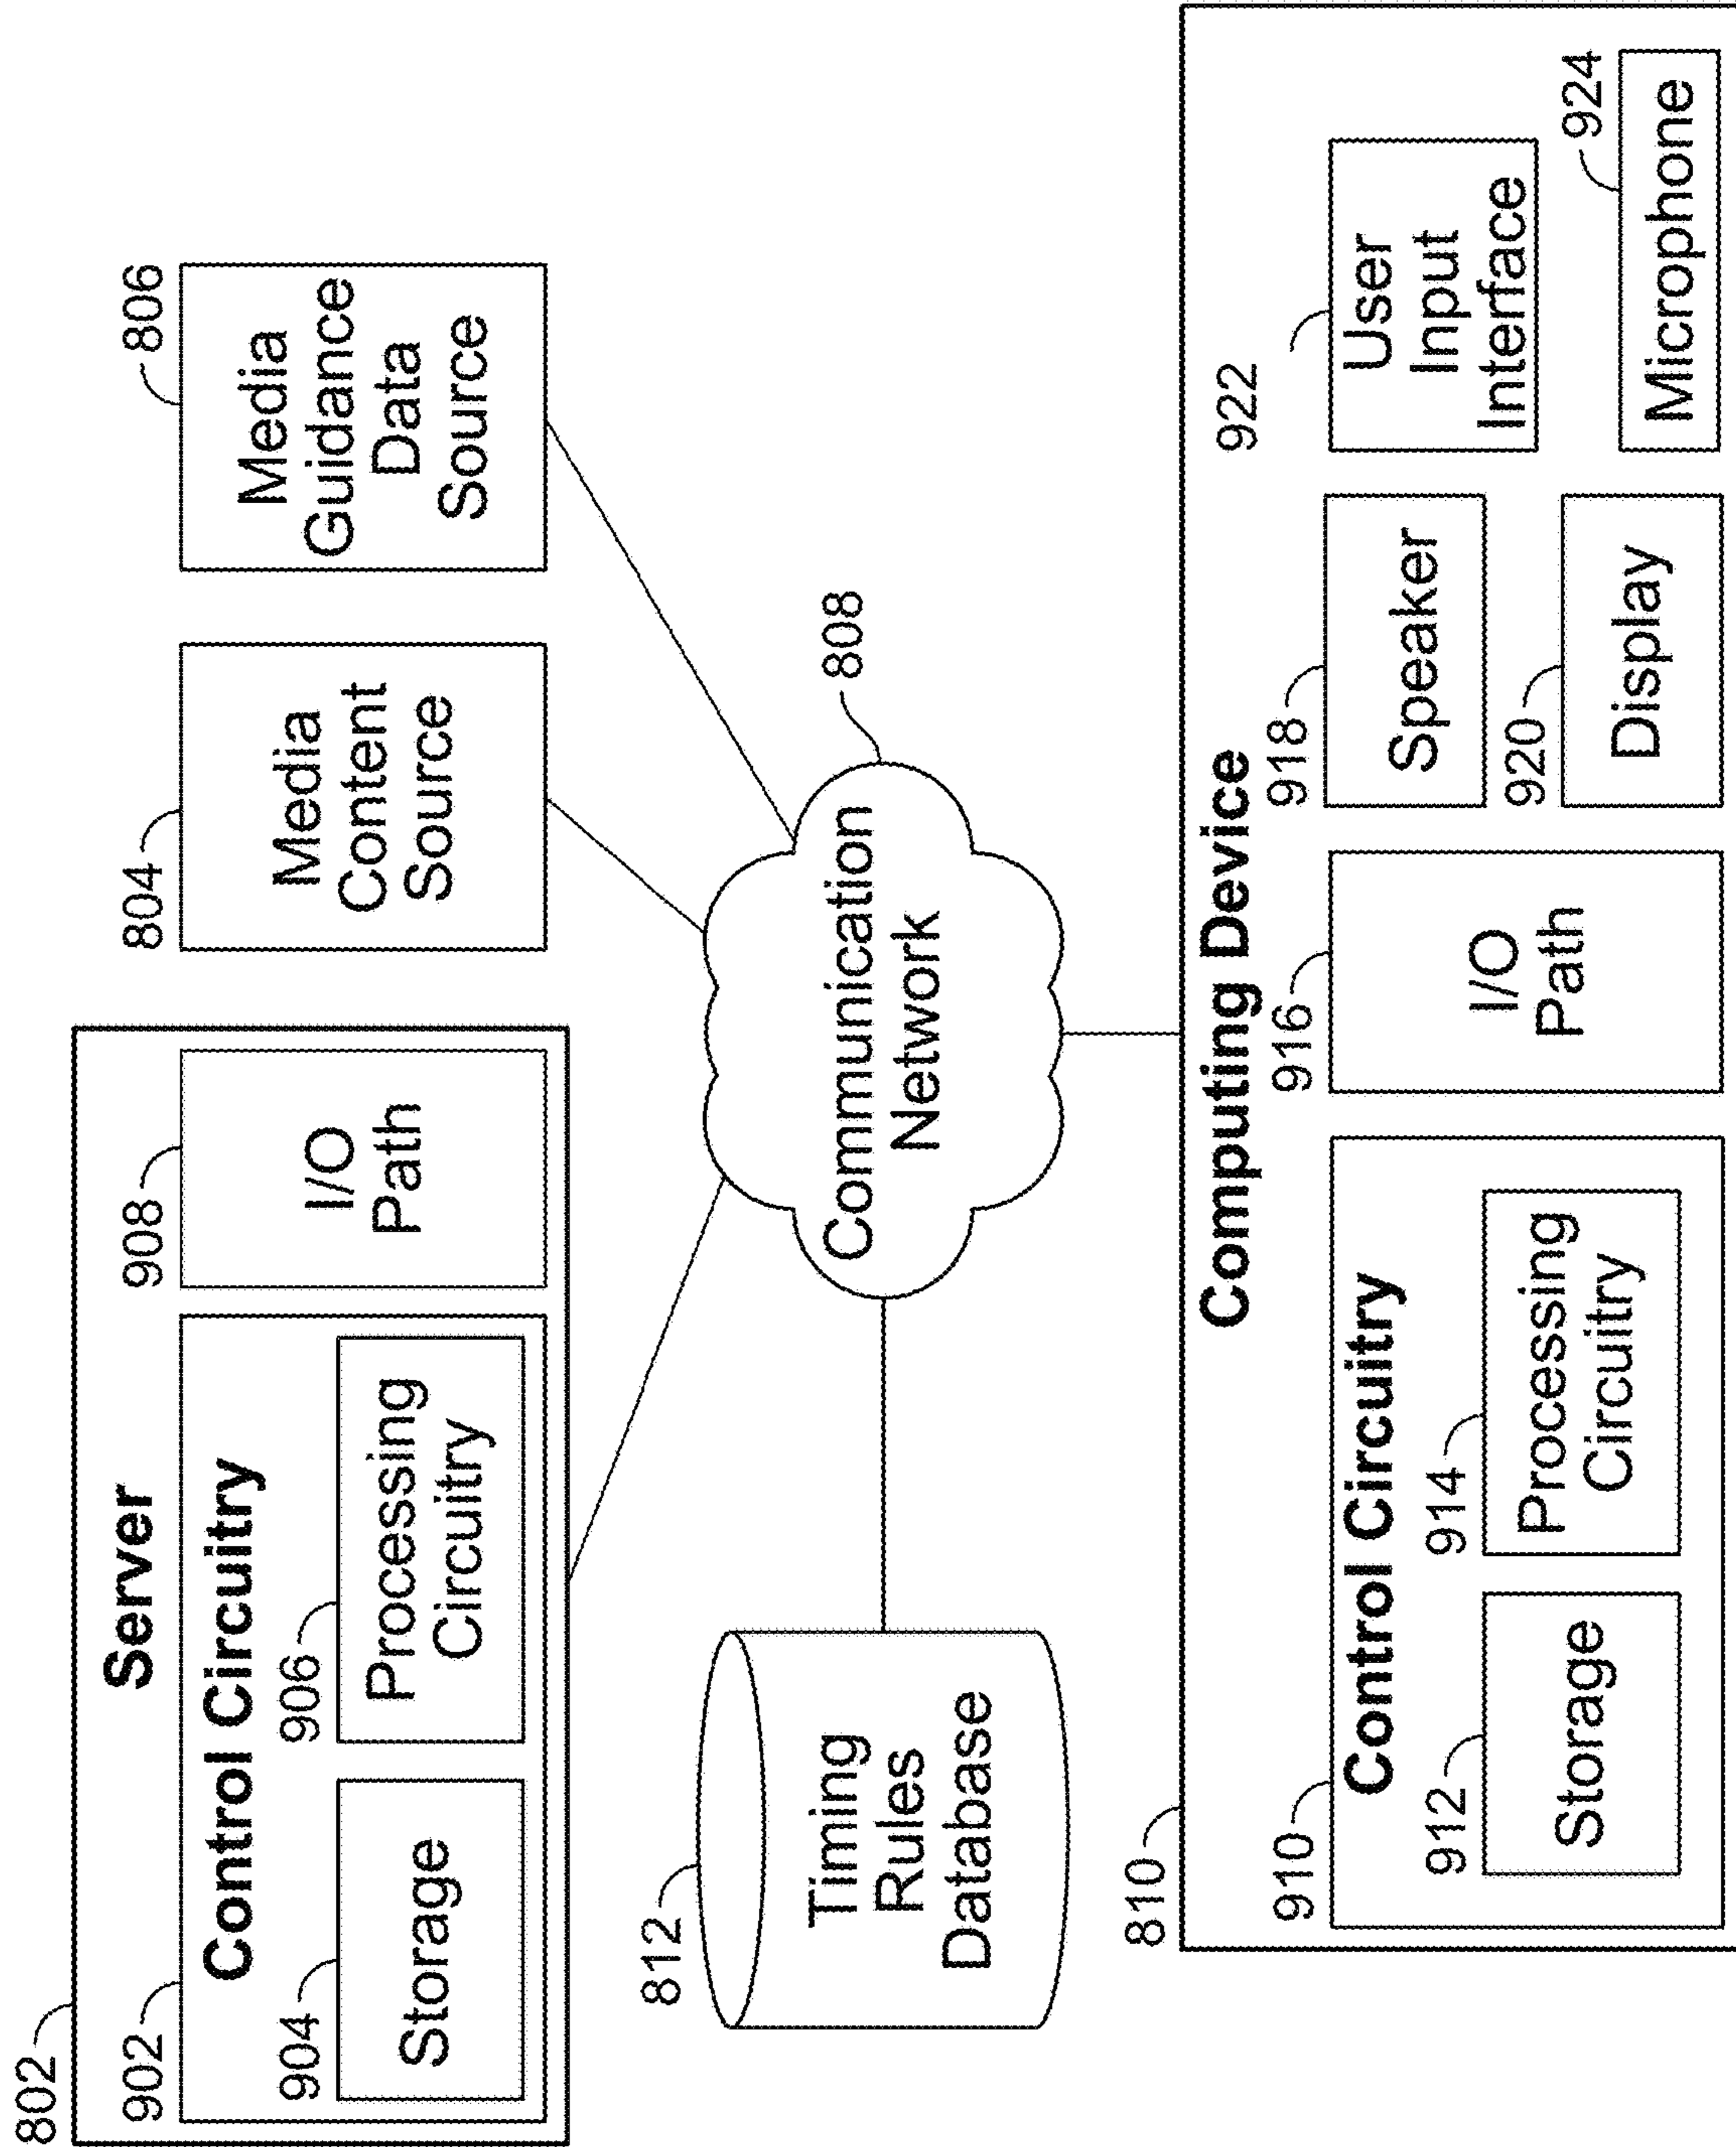 802
Server
902
Control Circuitry
904
Storage
906
Processing
Circuitry
908
I/O
Path
804
Media
Content
Source
806
Media
Guidance
Data
Source
812
Timing
Rules
Database
Communication
Network
808
810
Computing Device
910
Control Circuitry
912
Storage
914
Processing
Circuitry
916
I/O
Path
918
Speaker
920
Display
922
User
Input
Interface
924
Microphone